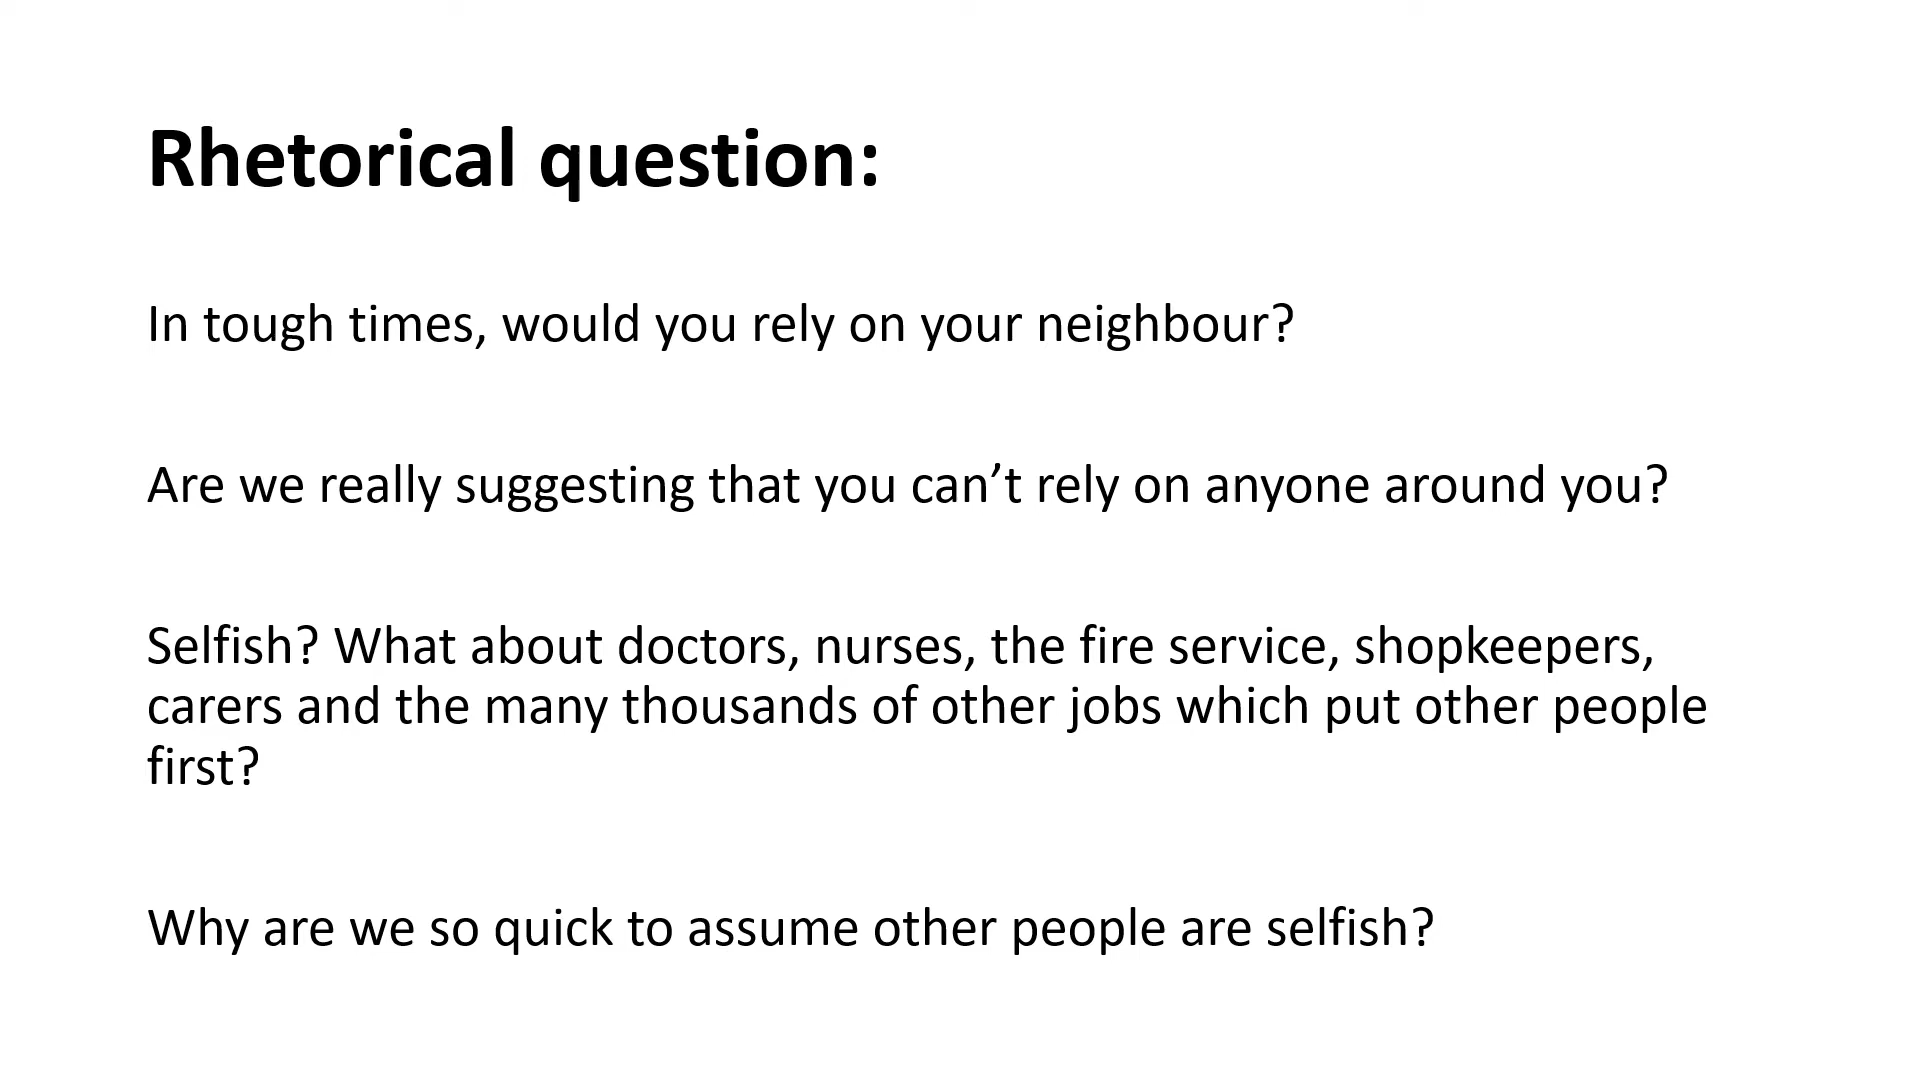 Rhetorical question:
In tough times, would you rely on your neighbour?
Are we really suggesting that you can’t rely on anyone around you?
Selfish? What about doctors, nurses, the fire service, shopkeepers,
carers and the many thousands of other jobs which put other people
first?
Why are we so quick to assume other people are selfish?